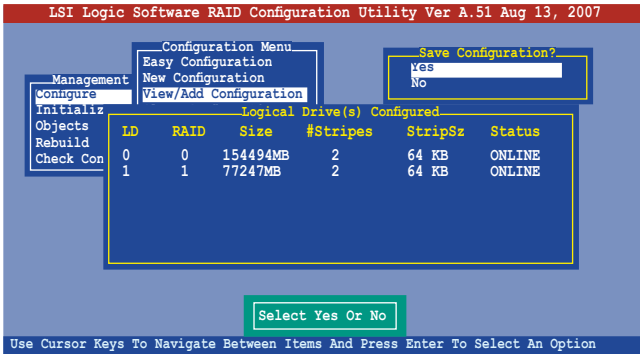 LSI Logic Software RAID Configuration Utility Ver A.51 Aug 13, 2007
Configuration Menu
Easy Configuration
New Configuration
View/Add Configuration
Save Configuration?
Yes
No
Management
Configure
Initializ
Objects
Rebuild
Check Con
Logical Drive(s) Configured
LD RAID Size #Stripes StripSz Status
0 0 154494MB 2 64 KB ONLINE
1 1 77247MB 2 64 KB ONLINE
Select Yes Or No
Use Cursor Keys To Navigate Between Items And Press Enter To Select An Option